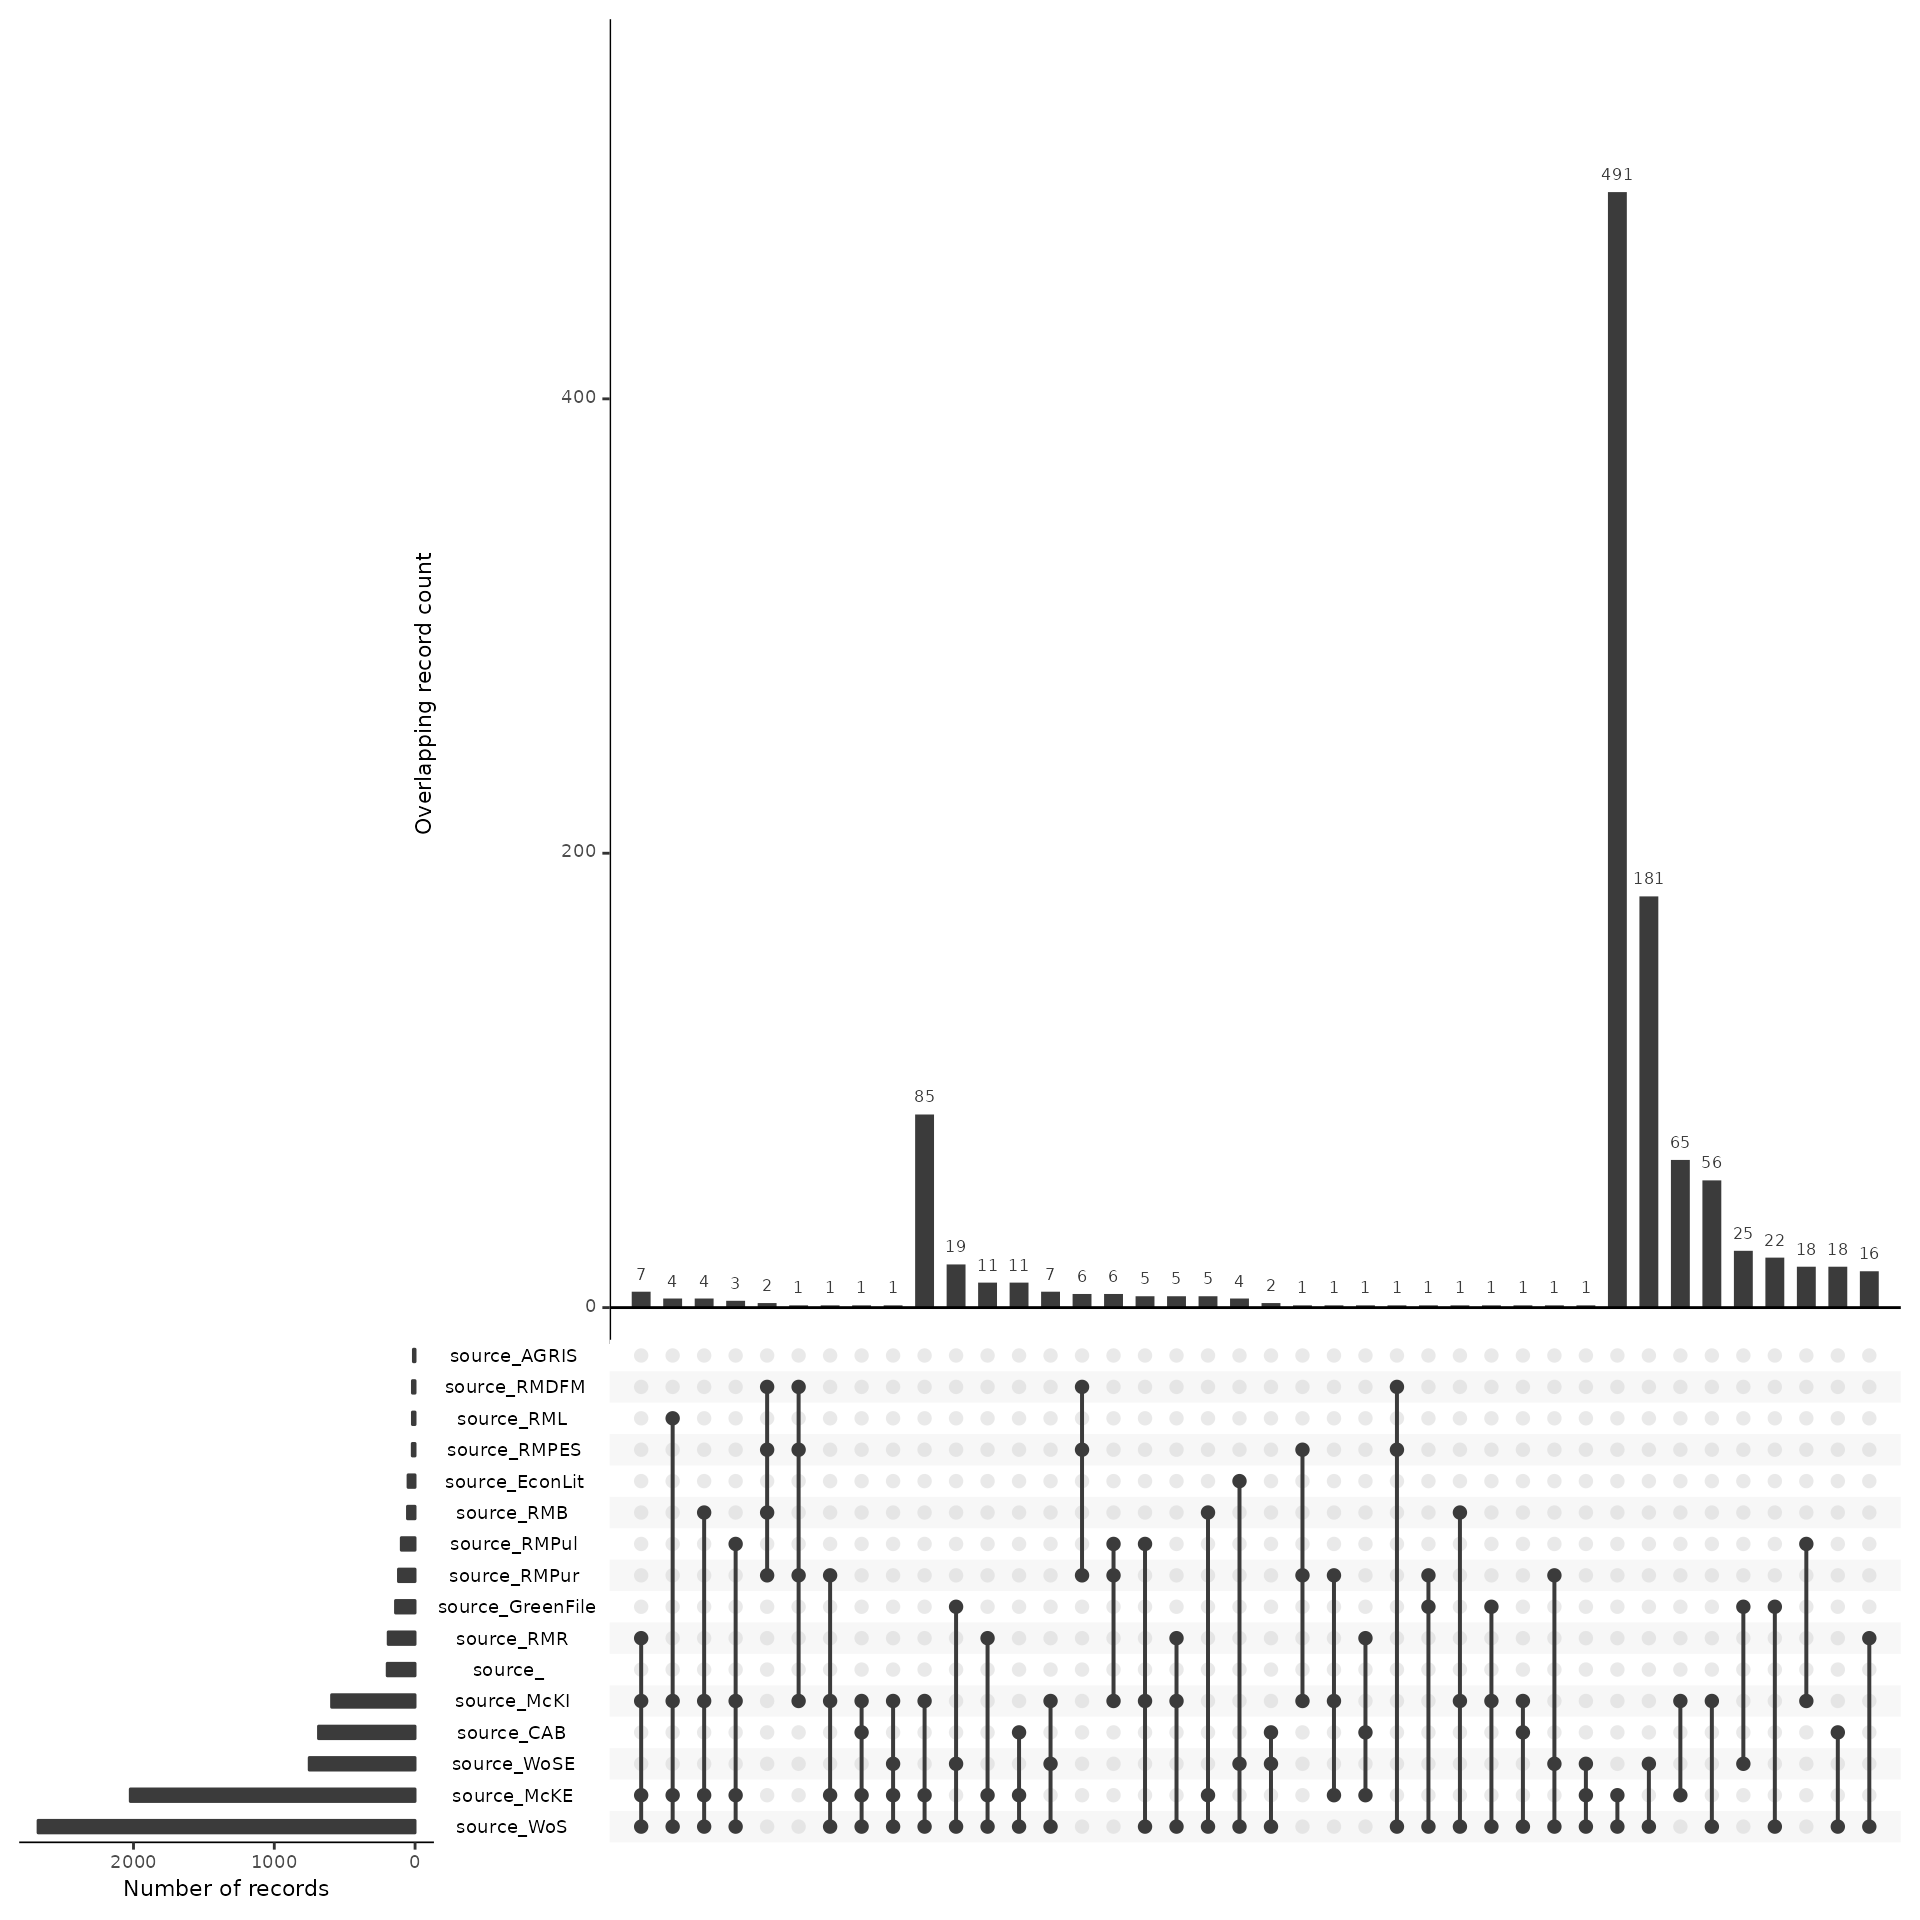 491
400
181
Overlapping record count
200
85
65
56
25
22
19
18 18
16
11 11
7 4 4 3 2 1 1 1 1 7 6 6 5 5 5 4 2 1 1 1 1 1 1 1 1 1 1
0
source_AGRIS
source_RMDFM
source_RML
source_RMPES
source_EconLit
source_RMB
source_RMPul
source_RMPur
source_GreenFile
source_RMR
source_
source_McKI
source_CAB
source_WoSE
source_McKE
source_WoS
2000 1000 0
Number of records